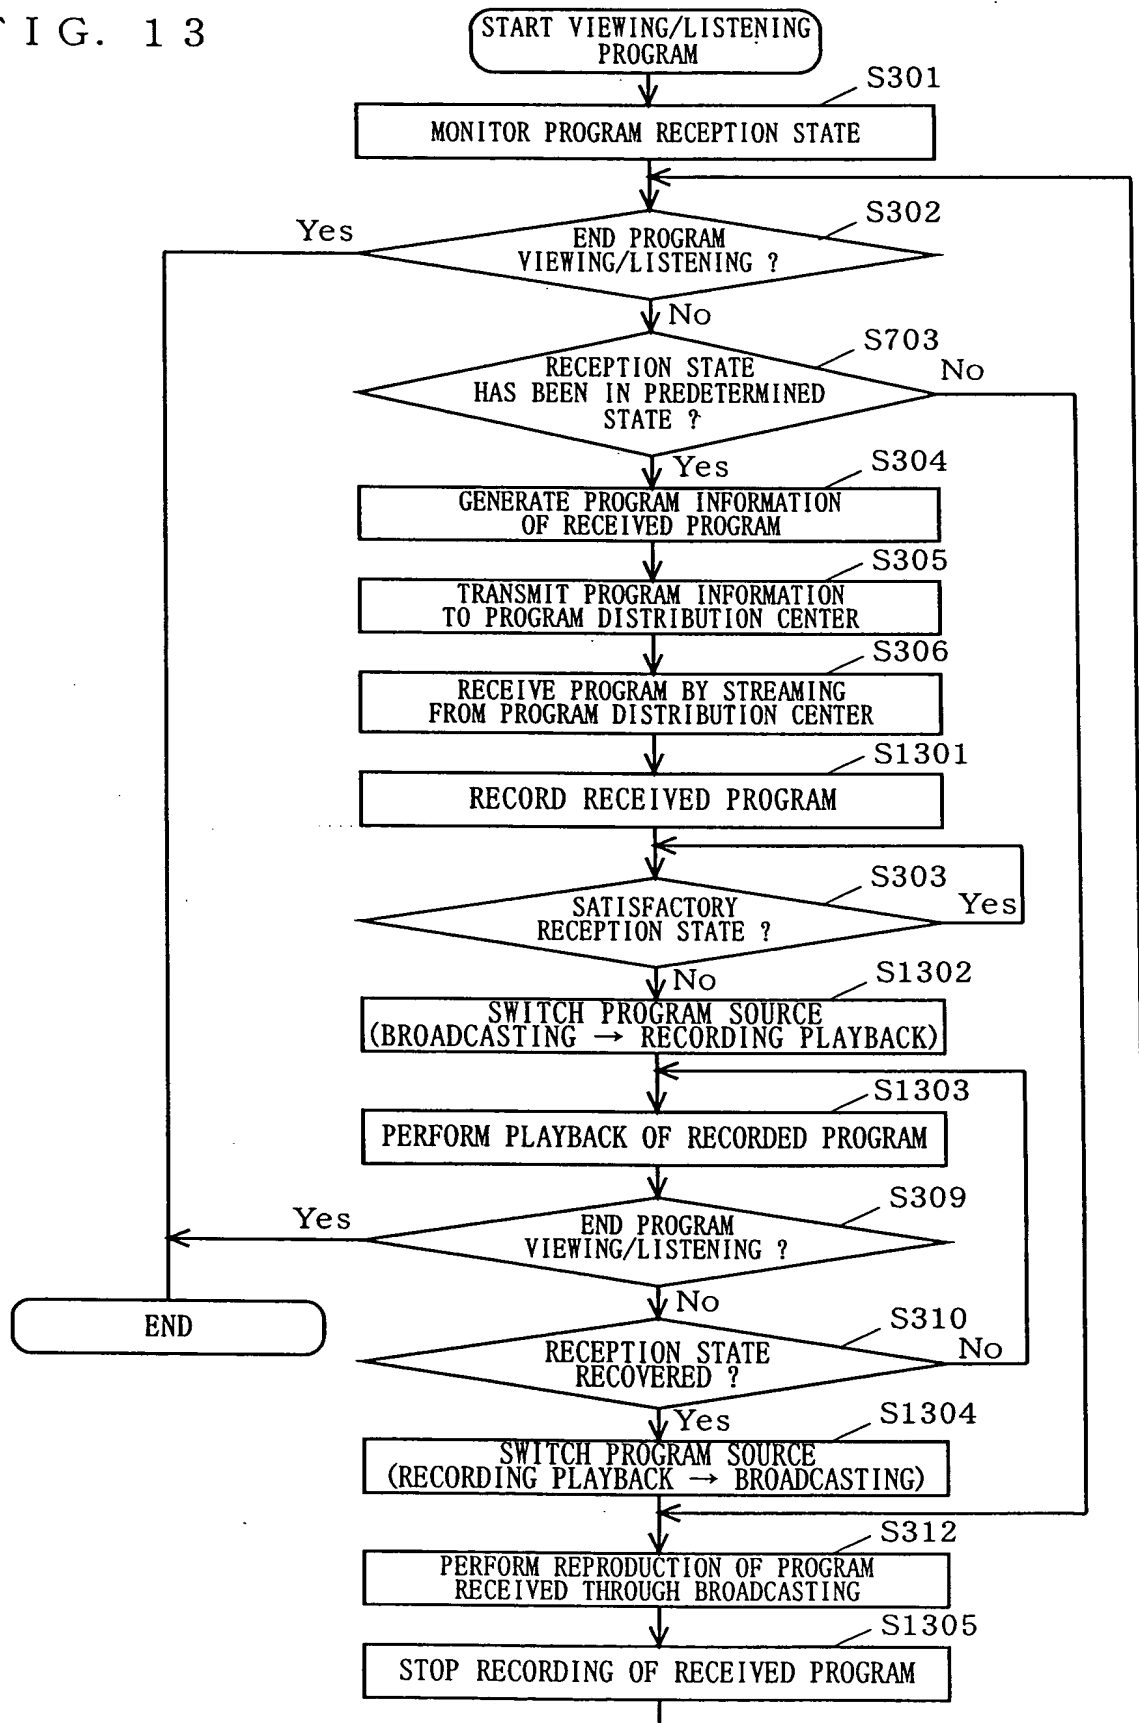 FIG. 13
START VIEWING/LISTENING
PROGRAM
S301
MONITOR PROGRAM RECEPTION STATE
S302
Yes
END PROGRAM
VIEWING/LISTENING ?
No
S703
RECEPTION STATE
HAS BEEN IN PREDETERMINED
STATE ?
No
Yes
S304
GENERATE PROGRAM INFORMATION
OF RECEIVED PROGRAM
S305
TRANSMIT PROGRAM INFORMATION
TO PROGRAM DISTRIBUTION CENTER
S306
RECEIVE PROGRAM BY STREAMING
FROM PROGRAM DISTRIBUTION CENTER
S1301
RECORD RECEIVED PROGRAM
S303
SATISFACTORY
RECEPTION STATE ?
Yes
No
S1302
SWITCH PROGRAM SOURCE
(BROADCASTING → RECORDING PLAYBACK)
S1303
PERFORM PLAYBACK OF RECORDED PROGRAM
S309
Yes
END PROGRAM
VIEWING/LISTENING ?
No
END
S310
RECEPTION STATE
RECOVERED ?
No
Yes
S1304
SWITCH PROGRAM SOURCE
(RECORDING PLAYBACK → BROADCASTING)
S312
PERFORM REPRODUCTION OF PROGRAM
RECEIVED THROUGH BROADCASTING
S1305
STOP RECORDING OF RECEIVED PROGRAM